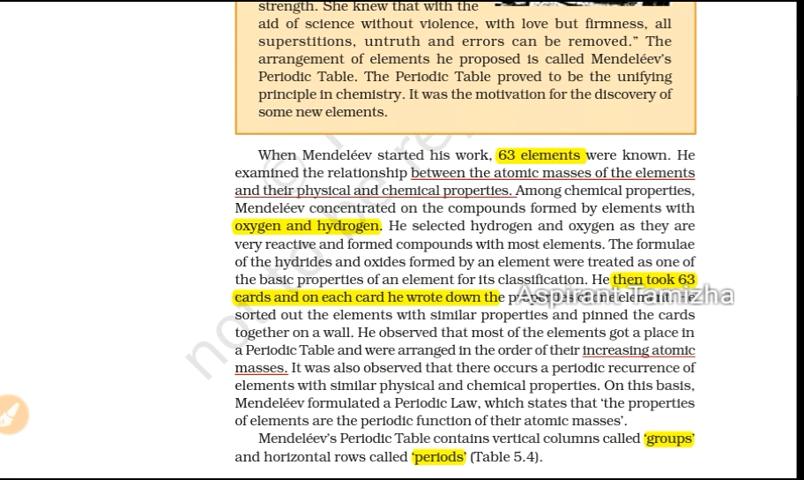 strength. She knew that with the
aid of science without violence, with love but firmness, all
superstitions, untruth and errors can be removed.” The
arrangement of elements he proposed is called Mendeléev’s
Periodic Table. The Periodic Table proved to be the unifying
principle in chemistry. It was the motivation for the discovery of
some new elements.
When Mendeléev started his work, 63 elements were known. He
examined the relationship between the atomic masses of the elements
and their physical and chemical properties. Among chemical properties,
Mendeléev concentrated on the compounds formed by elements with
oxygen and hydrogen. He selected hydrogen and oxygen as they are
very reactive and formed compounds with most elements. The formulae
of the hydrides and oxides formed by an element were treated as one of
the basic properties of an element for its classification. He then took 63
cards and on each card he wrote down the properties of one element. He
Aspirant Tamizha
sorted out the elements with similar properties and pinned the cards
together on a wall. He observed that most of the elements got a place in
a Periodic Table and were arranged in the order of their increasing atomic
masses. It was also observed that there occurs a periodic recurrence of
elements with similar physical and chemical properties. On this basis,
Mendeléev formulated a Periodic Law, which states that ‘the properties
of elements are the periodic function of their atomic masses’.
Mendeléev’s Periodic Table contains vertical columns called ‘groups’
and horizontal rows called ‘periods’ (Table 5.4).